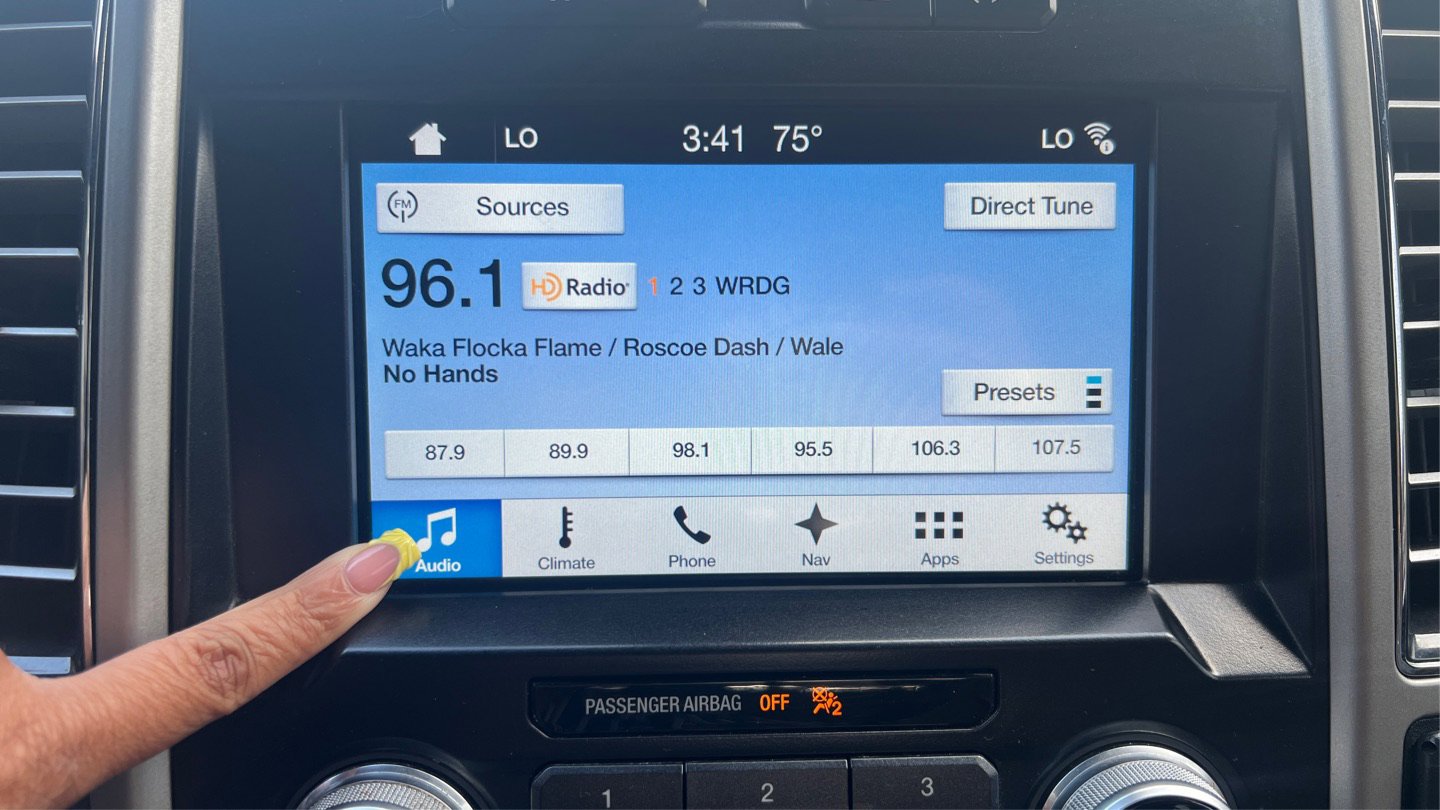 LO 3:41 75° LO
FM Sources Direct Tune
96.1 HD Radio 1 2 3 WRDG
Waka Flocka Flame / Roscoe Dash / Wale
No Hands
Presets
87.9 89.9 98.1 95.5 106.3 107.5
Audio Climate Phone Nav Apps Settings
PASSENGER AIRBAG OFF 2
1 2 3